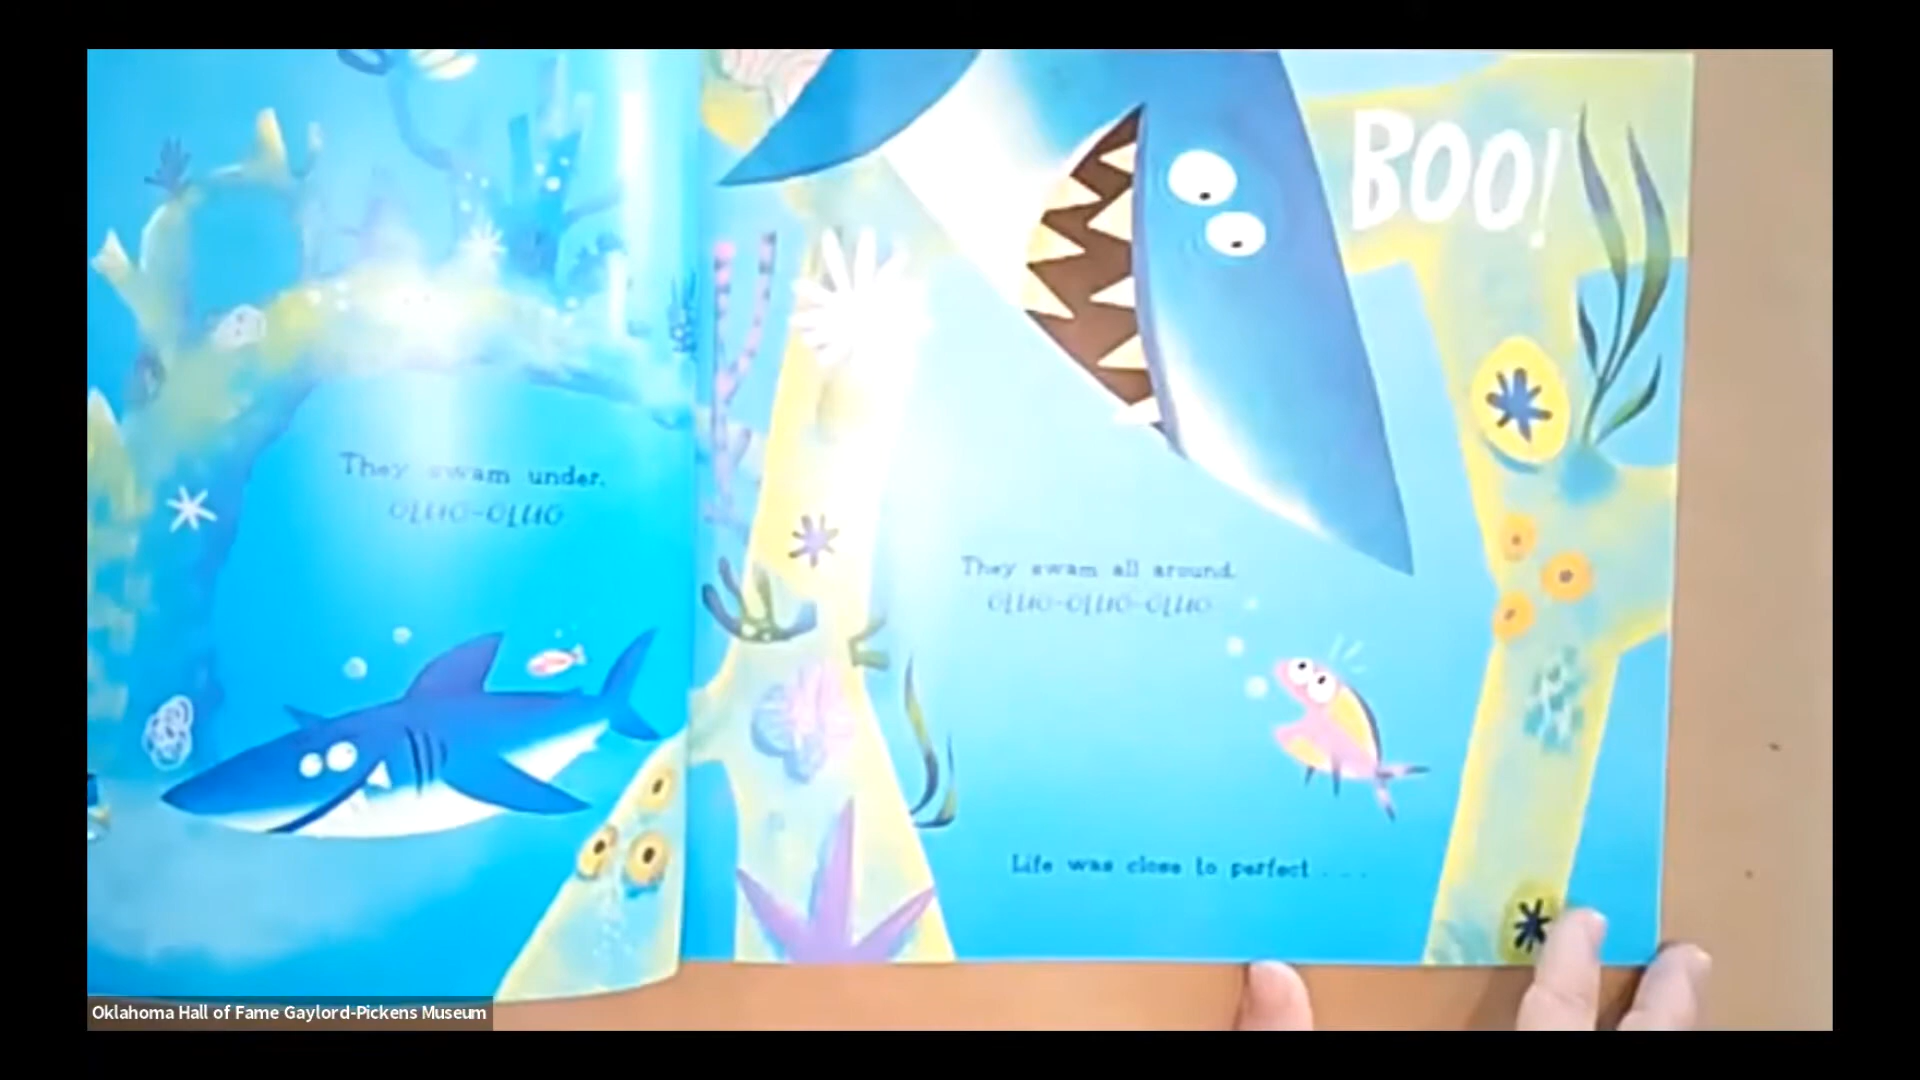 They swam under.
BOO!
They swam all around.
Life was close to perfect . . .
Oklahoma Hall of Fame Gaylord-Pickens Museum